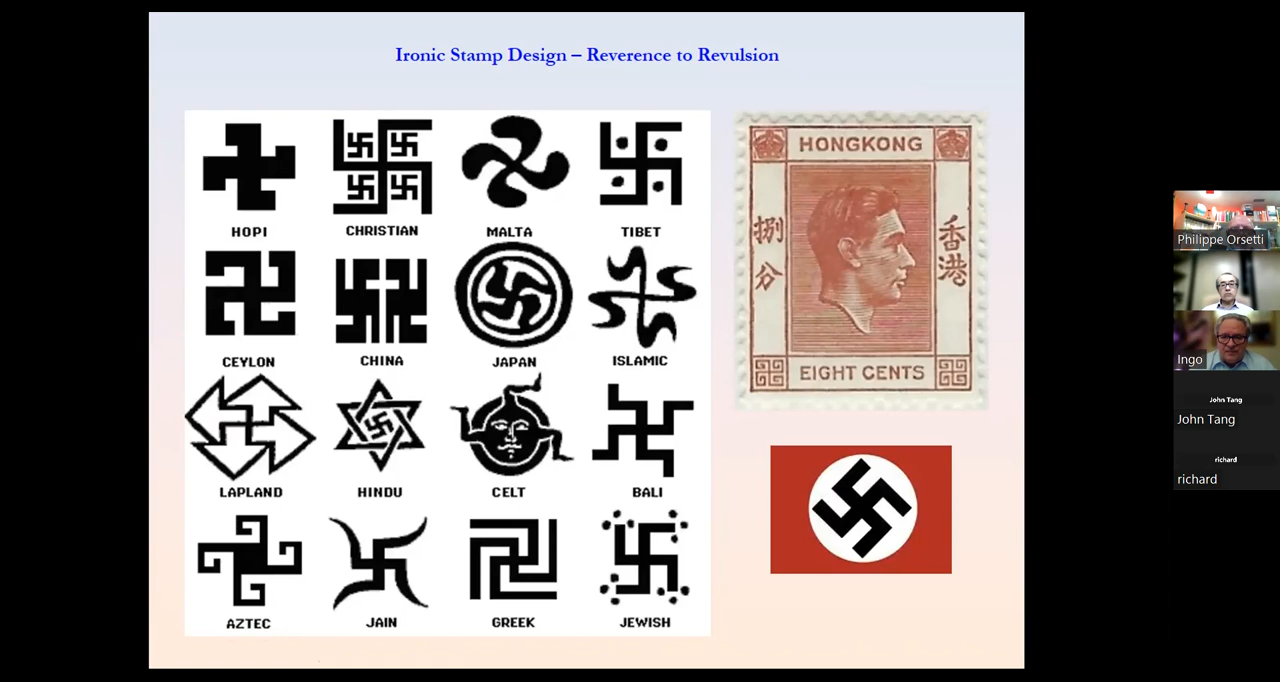 Ironic Stamp Design – Reverence to Revulsion
HOPI
CHRISTIAN
MALTA
TIBET
CEYLON
CHINA
JAPAN
ISLAMIC
LAPLAND
HINDU
CELT
BALI
AZTEC
JAIN
GREEK
JEWISH
HONGKONG
捌分
香港
EIGHT CENTS
Philippe Orsetti
Ingo
John Tang
John Tang
richard
richard